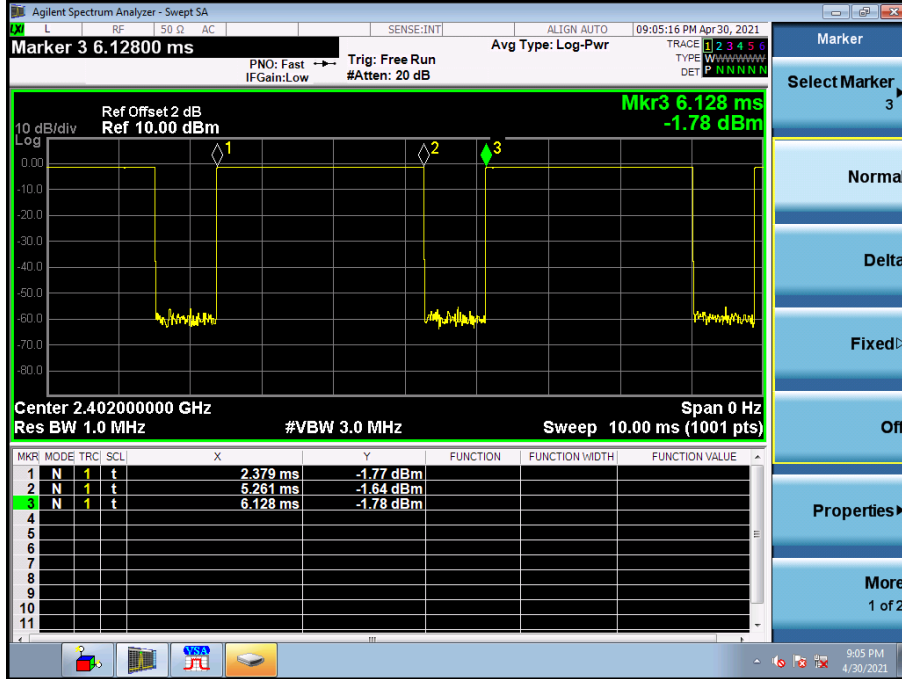 Agilent Spectrum Analyzer - Swept SA
LXI L RF 50 Ω AC SENSE:INT ALIGN AUTO 09:05:16 PM Apr 30, 2021
Marker 3 6.12800 ms
PNO: Fast
IFGain:Low
Trig: Free Run
#Atten: 20 dB
Avg Type: Log-Pwr
TRACE 1 2 3 4 5 6
TYPE WWWWWW
DET P N N N N N
Mkr3 6.128 ms
-1.78 dBm
Ref Offset 2 dB
10 dB/div Ref 10.00 dBm
Log
1
2
3
0.00
-10.0
-20.0
-30.0
-40.0
-50.0
-60.0
-70.0
-80.0
Center 2.402000000 GHz Span 0 Hz
Res BW 1.0 MHz #VBW 3.0 MHz Sweep 10.00 ms (1001 pts)
MKR MODE TRC SCL X Y FUNCTION FUNCTION WIDTH FUNCTION VALUE
1 N 1 t 2.379 ms -1.77 dBm
2 N 1 t 5.261 ms -1.64 dBm
3 N 1 t 6.128 ms -1.78 dBm
4
5
6
7
8
9
10
11
Marker
Select Marker
3
Normal
Delta
Fixed
Off
Properties
More
1 of 2
VSA
9:05 PM
4/30/2021